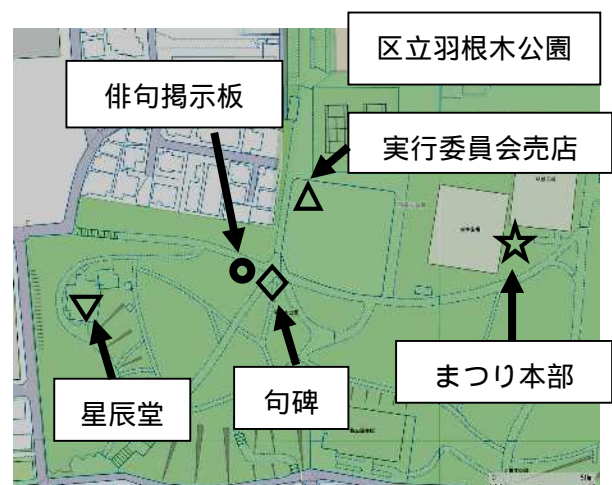 区立羽根木公園
俳句掲示板
実行委員会売店
まつり本部
句碑
星辰堂